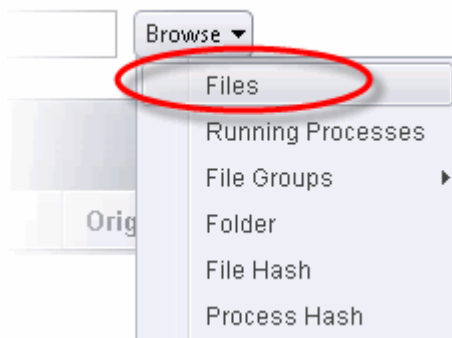 Browse
Files
Running Processes
File Groups
Folder
Orig
File Hash
Process Hash